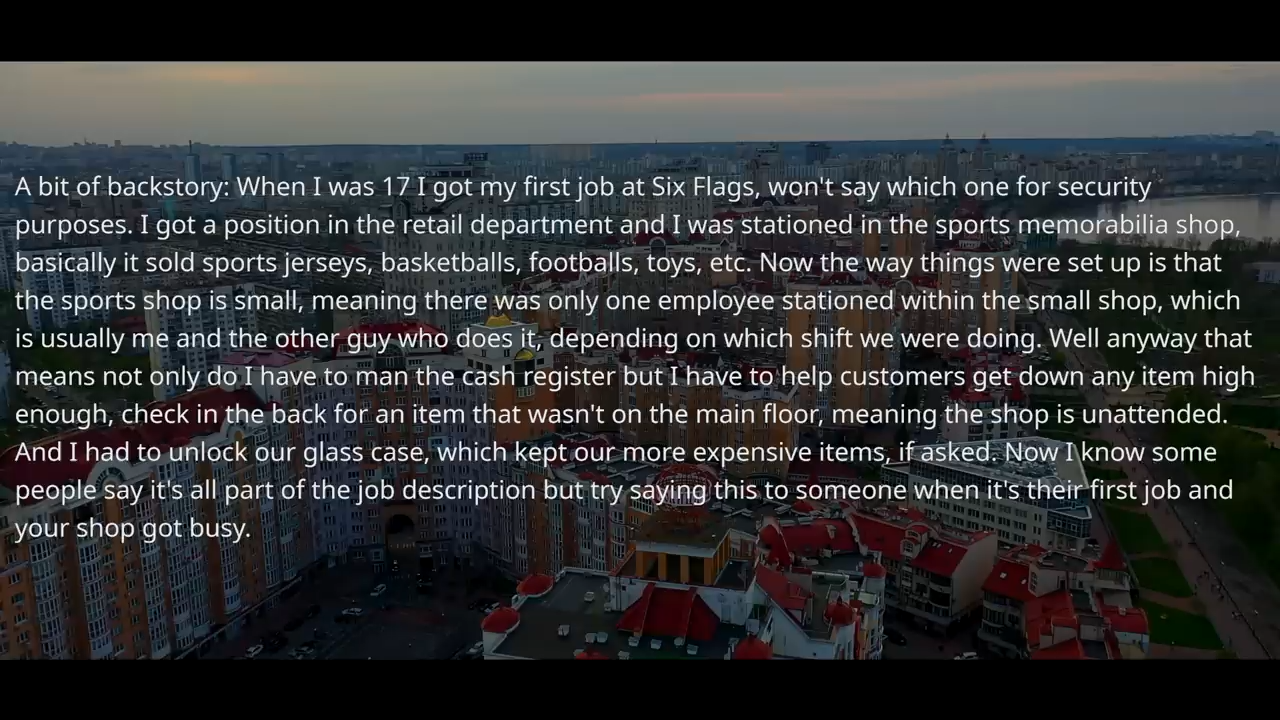 A bit of backstory: When I was 17 I got my first job at Six Flags, won't say which one for security
purposes. I got a position in the retail department and I was stationed in the sports memorabilia shop,
basically it sold sports jerseys, basketballs, footballs, toys, etc. Now the way things were set up is that
the sports shop is small, meaning there was only one employee stationed within the small shop, which
is usually me and the other guy who does it, depending on which shift we were doing. Well anyway that
means not only do I have to man the cash register but I have to help customers get down any item high
enough, check in the back for an item that wasn't on the main floor, meaning the shop is unattended.
And I had to unlock our glass case, which kept our more expensive items, if asked. Now I know some
people say it's all part of the job description but try saying this to someone when it's their first job and
your shop got busy.